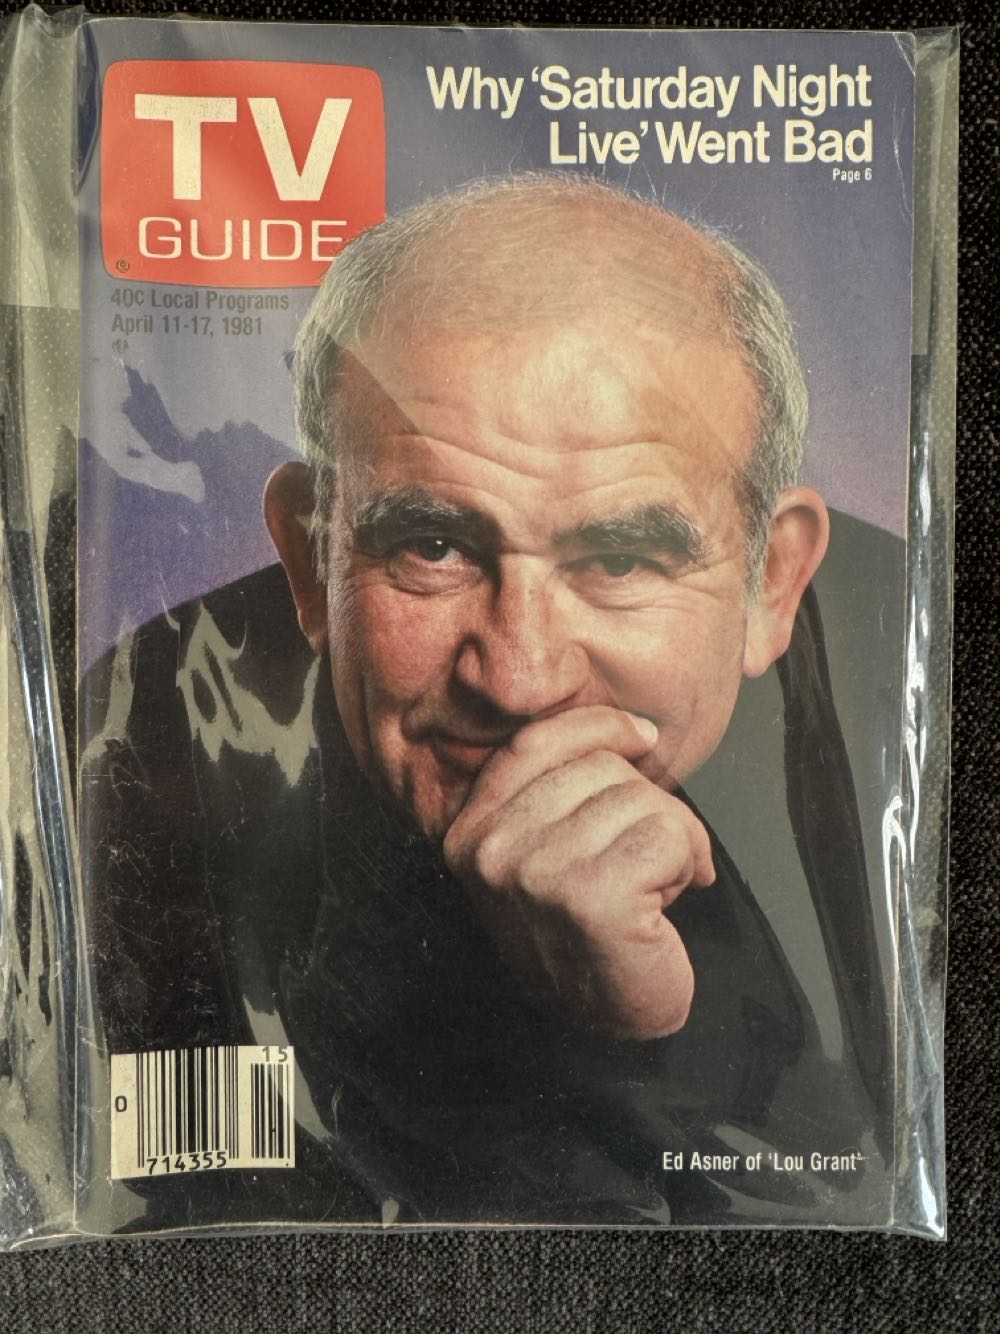 TV
GUIDE
®
40¢ Local Programs
April 11-17, 1981
Why 'Saturday Night
Live' Went Bad
Page 6
15
0
714355
Ed Asner of 'Lou Grant'